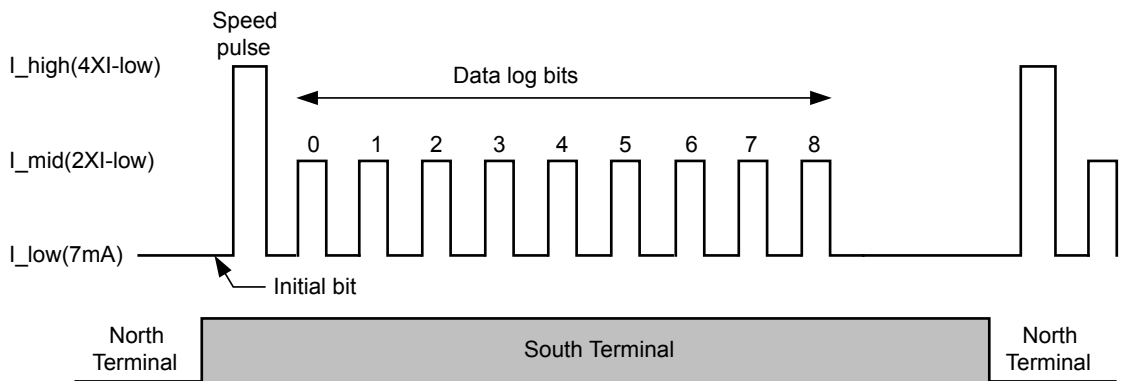 Speed
pulse
I_high(4XI-low)
Data log bits
0 1 2 3 4 5 6 7 8
I_mid(2XI-low)
I_low(7mA)
Initial bit
North
Terminal
South Terminal
North
Terminal